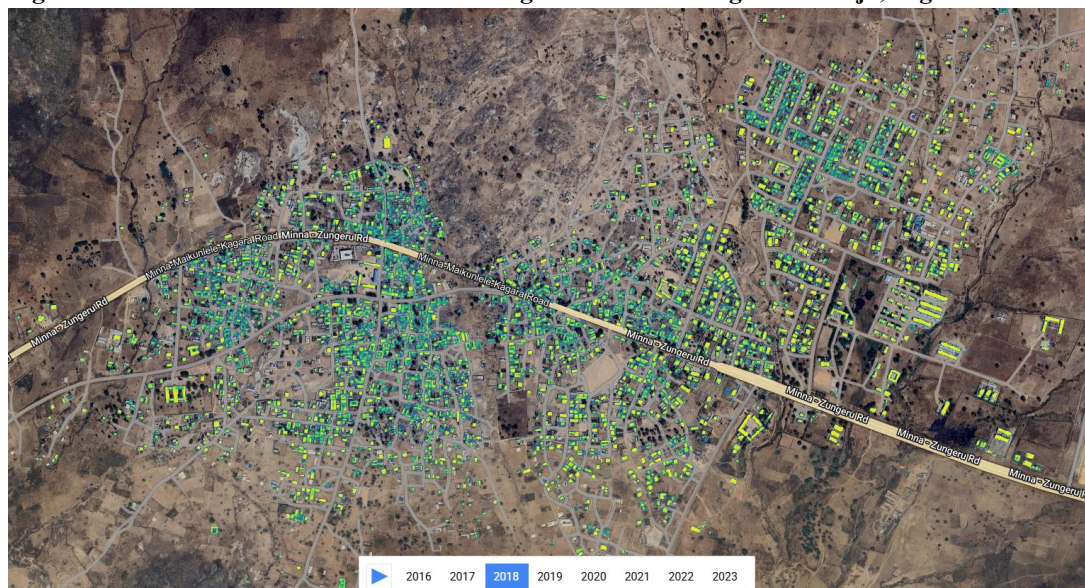 Minna-Maikunlele-Kagara Road
Minna - Zungeru Rd
Minna - Zungeru Rd
Minna-Maikunlele-Kagara Road
Minna - Zungeru Rd
Minna - Zungeru Rd
Minna - Zungeru Rd
Minna - Zungeru R
2016 2017 2018 2019 2020 2021 2022 2023